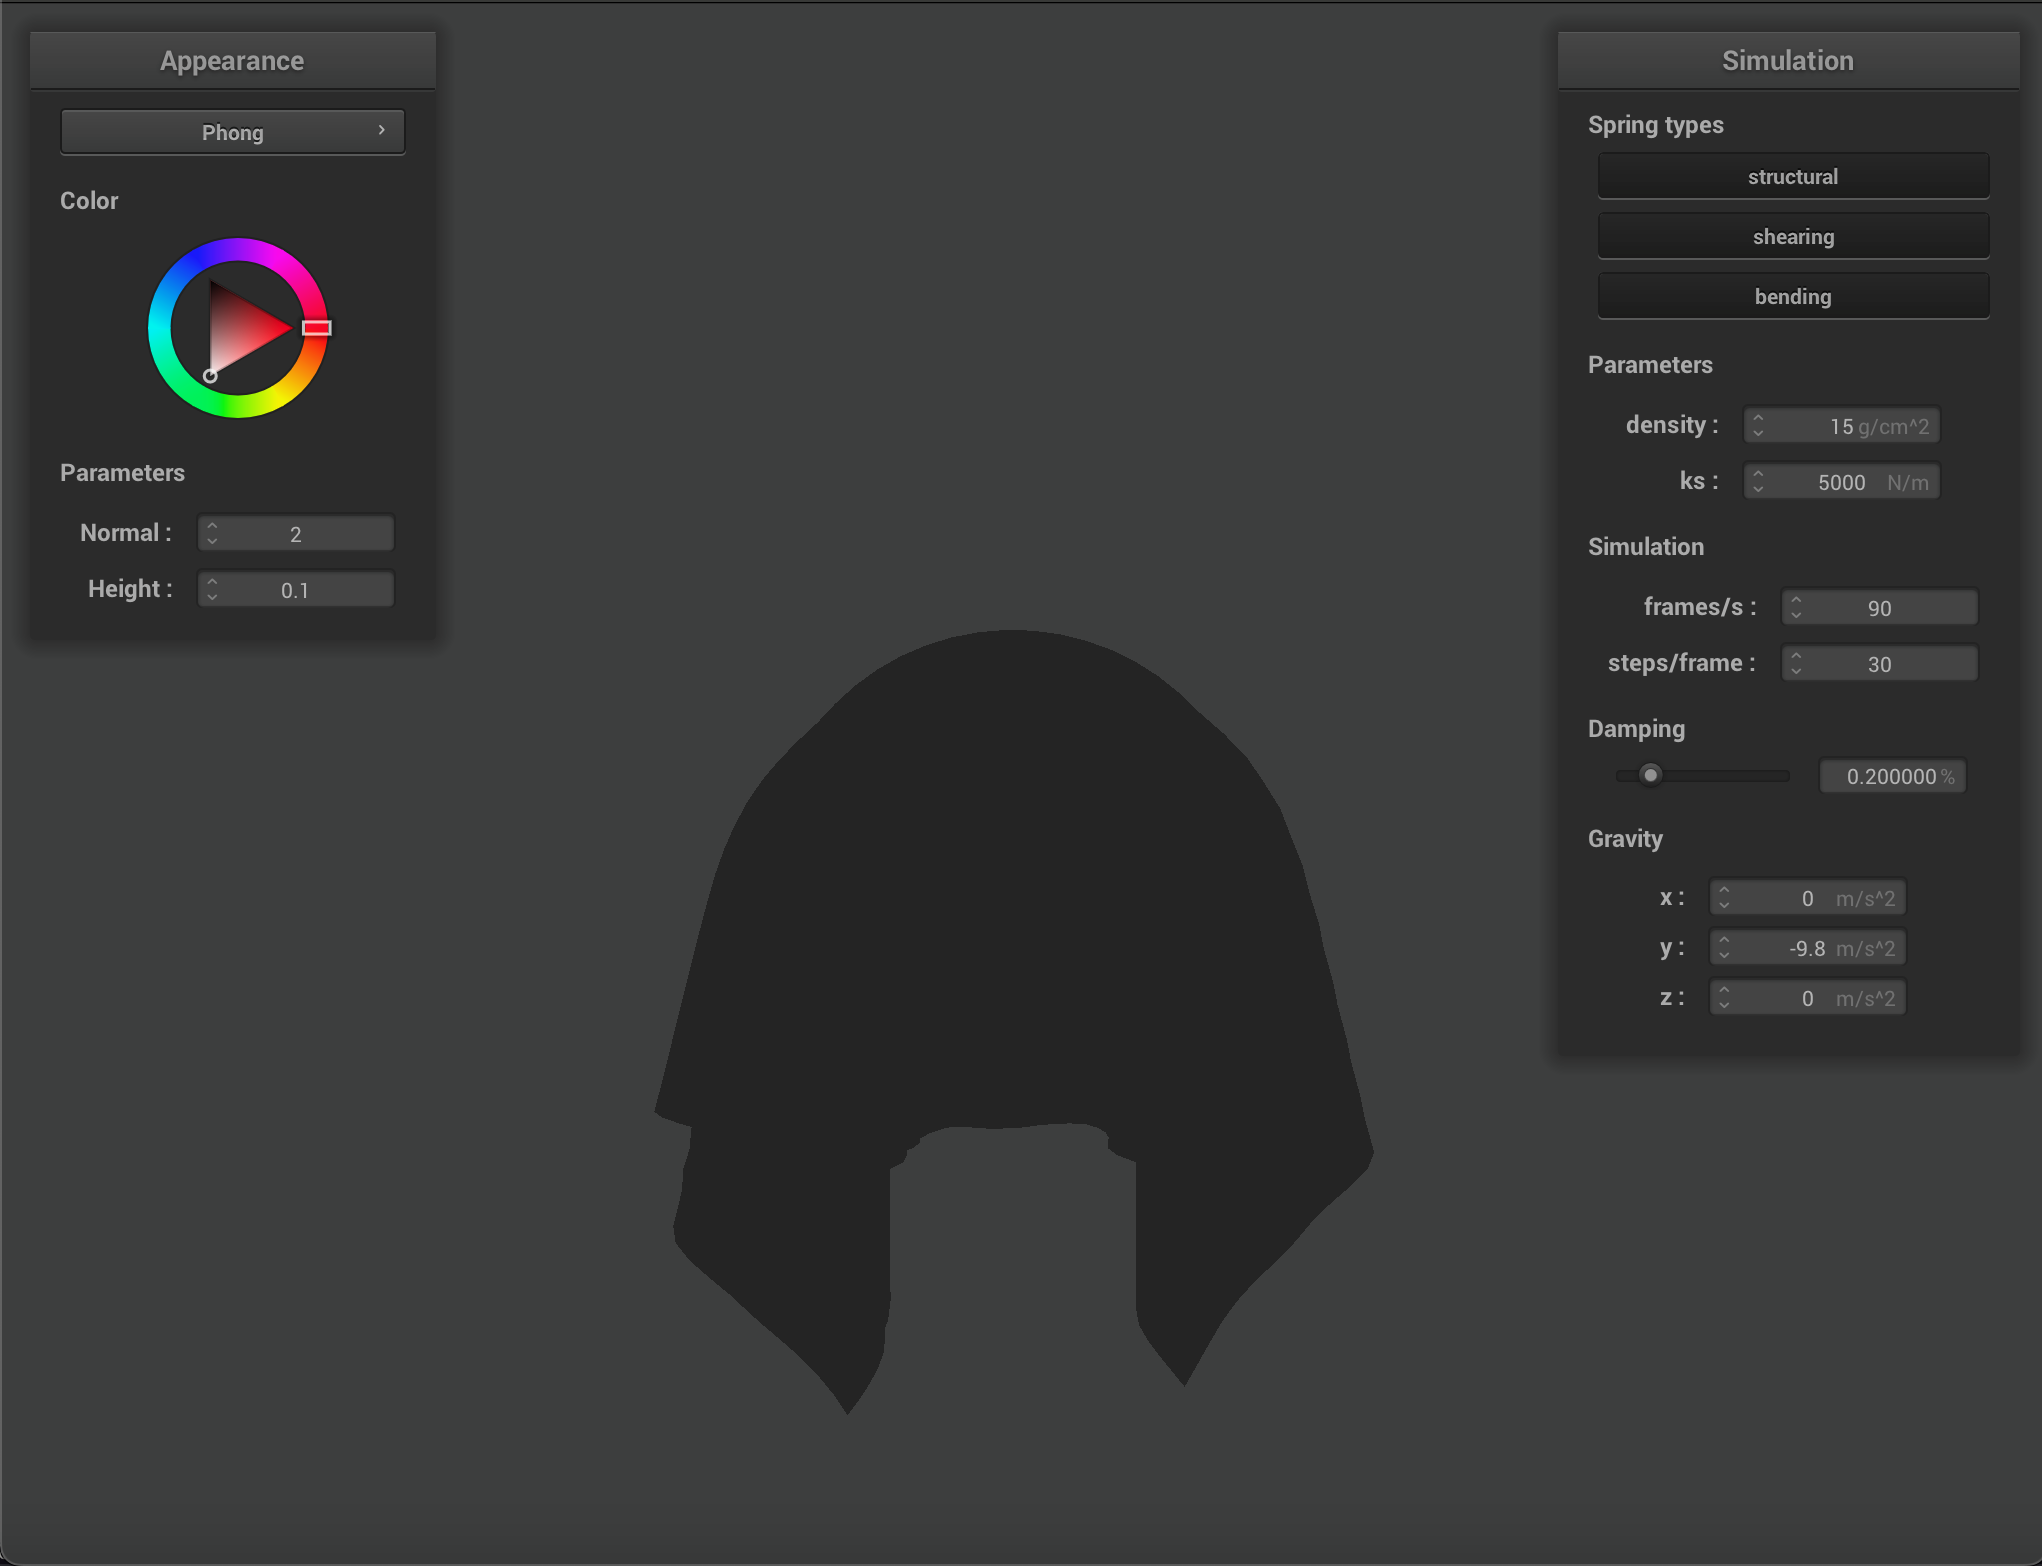 Appearance
Phong
Color
Parameters
Normal : 2
Height : 0.1
Simulation
Spring types
structural
shearing
bending
Parameters
density : 15 g/cm^2
ks : 5000 N/m
Simulation
frames/s : 90
steps/frame : 30
Damping
0.200000 %
Gravity
x : 0 m/s^2
y : -9.8 m/s^2
z : 0 m/s^2